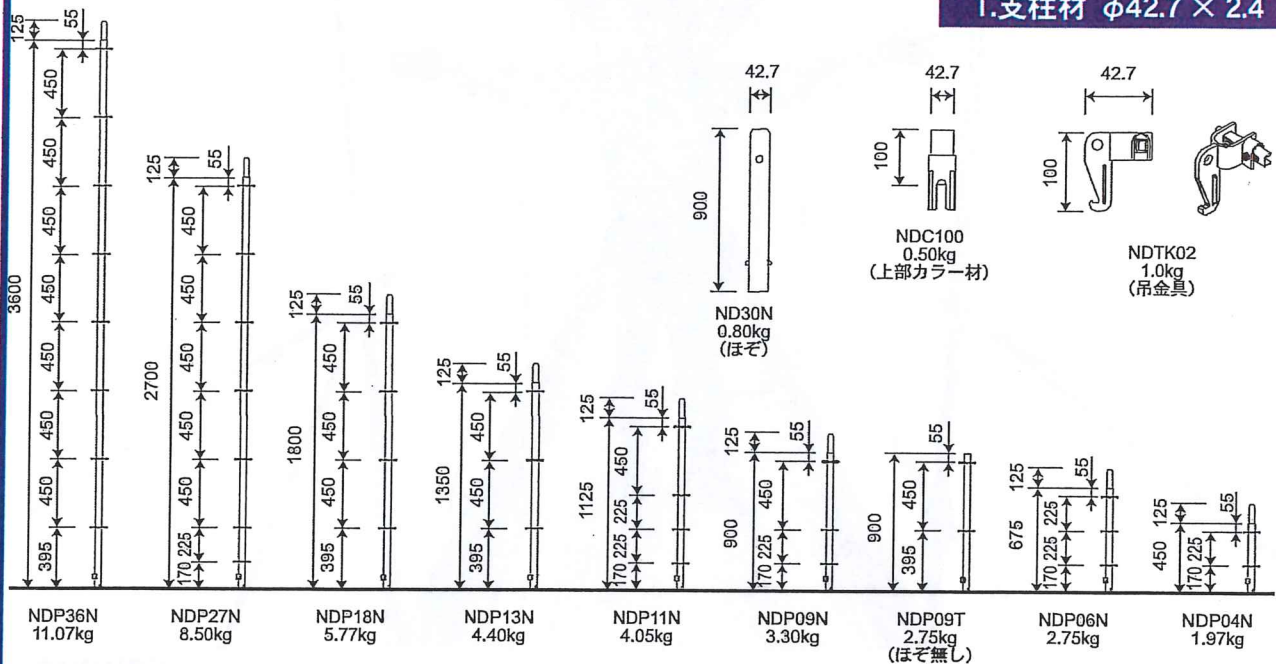 1.支柱材 φ42.7 × 2.4
125
55
3600
450
450
450
450
450
450
450
395
NDP36N
11.07kg
125
55
2700
450
450
450
450
450
225
170
NDP27N
8.50kg
125
55
1800
450
450
450
395
NDP18N
5.77kg
125
55
1350
450
450
395
NDP13N
4.40kg
125
55
1125
450
225
225
170
NDP11N
4.05kg
125
55
900
450
225
170
NDP09N
3.30kg
55
900
450
395
NDP09T
2.75kg
(ほぞ無し)
125
55
675
225
225
170
NDP06N
2.75kg
125
55
450
225
170
NDP04N
1.97kg
42.7
900
ND30N
0.80kg
(ほぞ)
42.7
100
NDC100
0.50kg
(上部カラー材)
42.7
100
NDTK02
1.0kg
(吊金具)